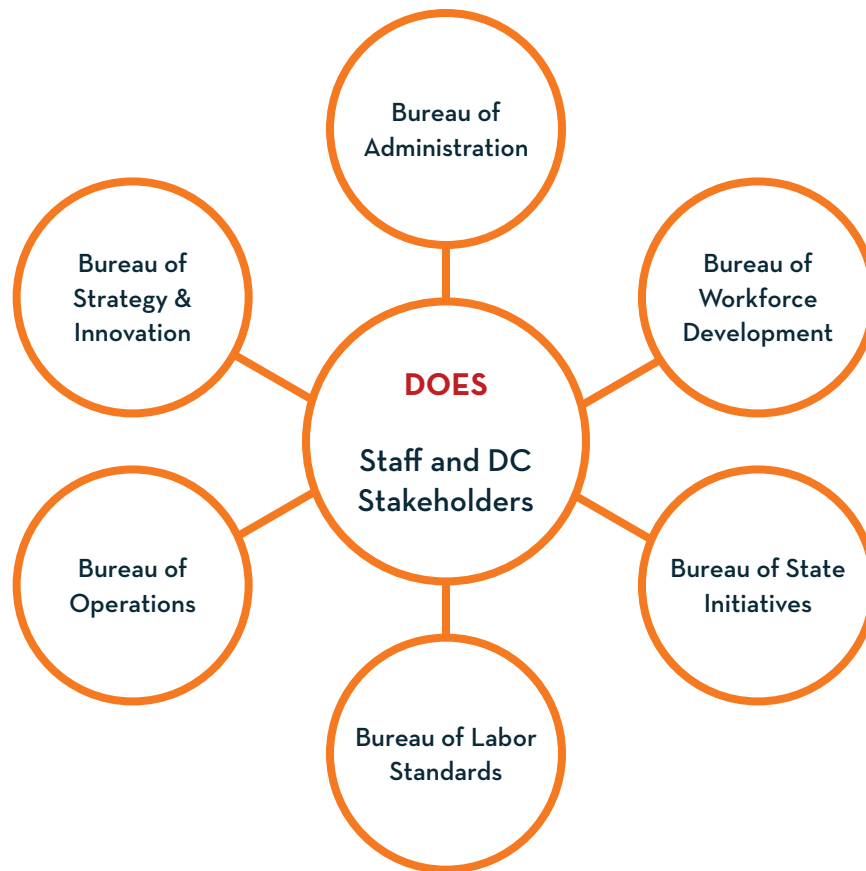 Bureau of
Administration
Bureau of
Strategy &
Innovation
Bureau of
Workforce
Development
DOES
Staff and DC
Stakeholders
Bureau of
Operations
Bureau of State
Initiatives
Bureau of Labor
Standards